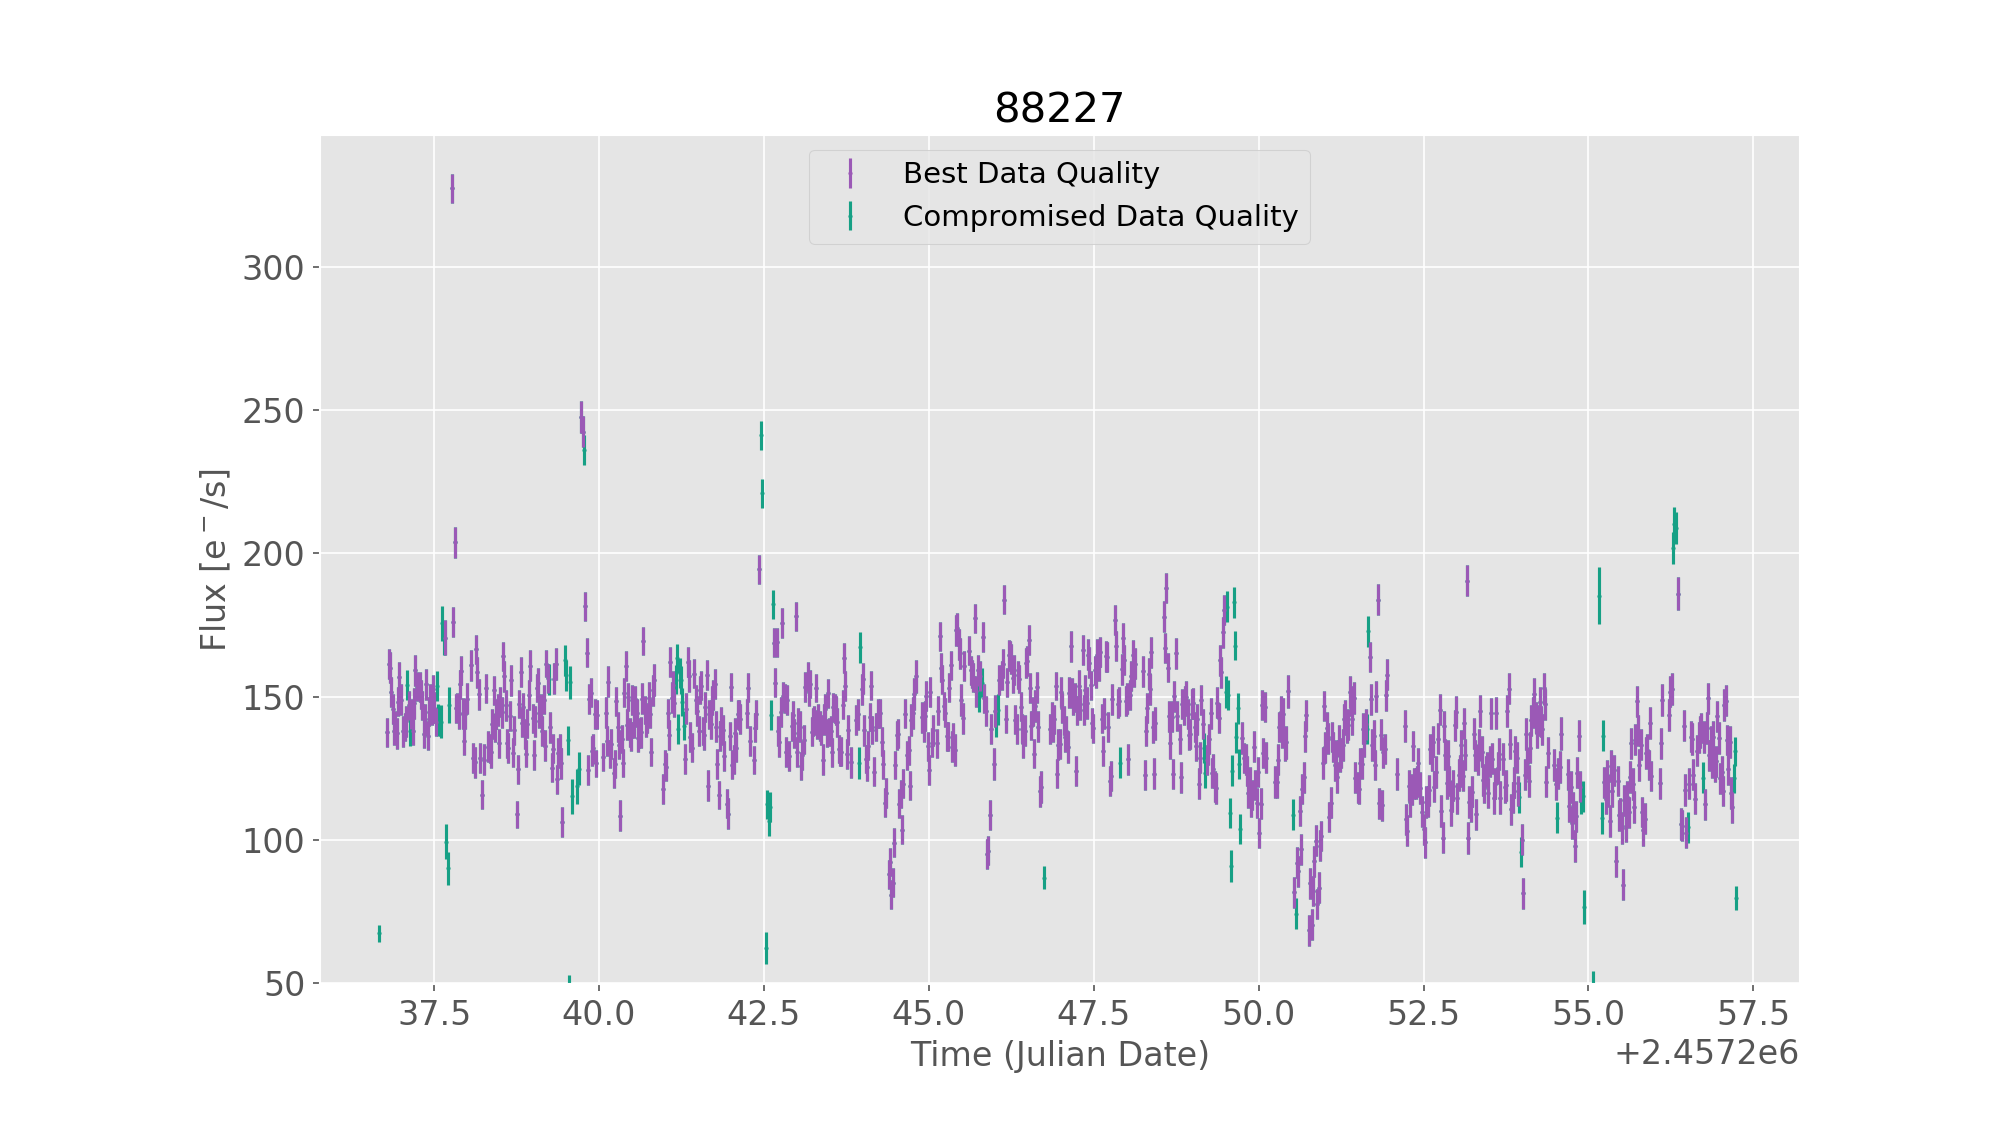 88227
Best Data Quality
Compromised Data Quality
300
250
200
150
100
50
Flux [e⁻/s]
37.5 40.0 42.5 45.0 47.5 50.0 52.5 55.0 57.5
Time (Julian Date)
+2.4572e6